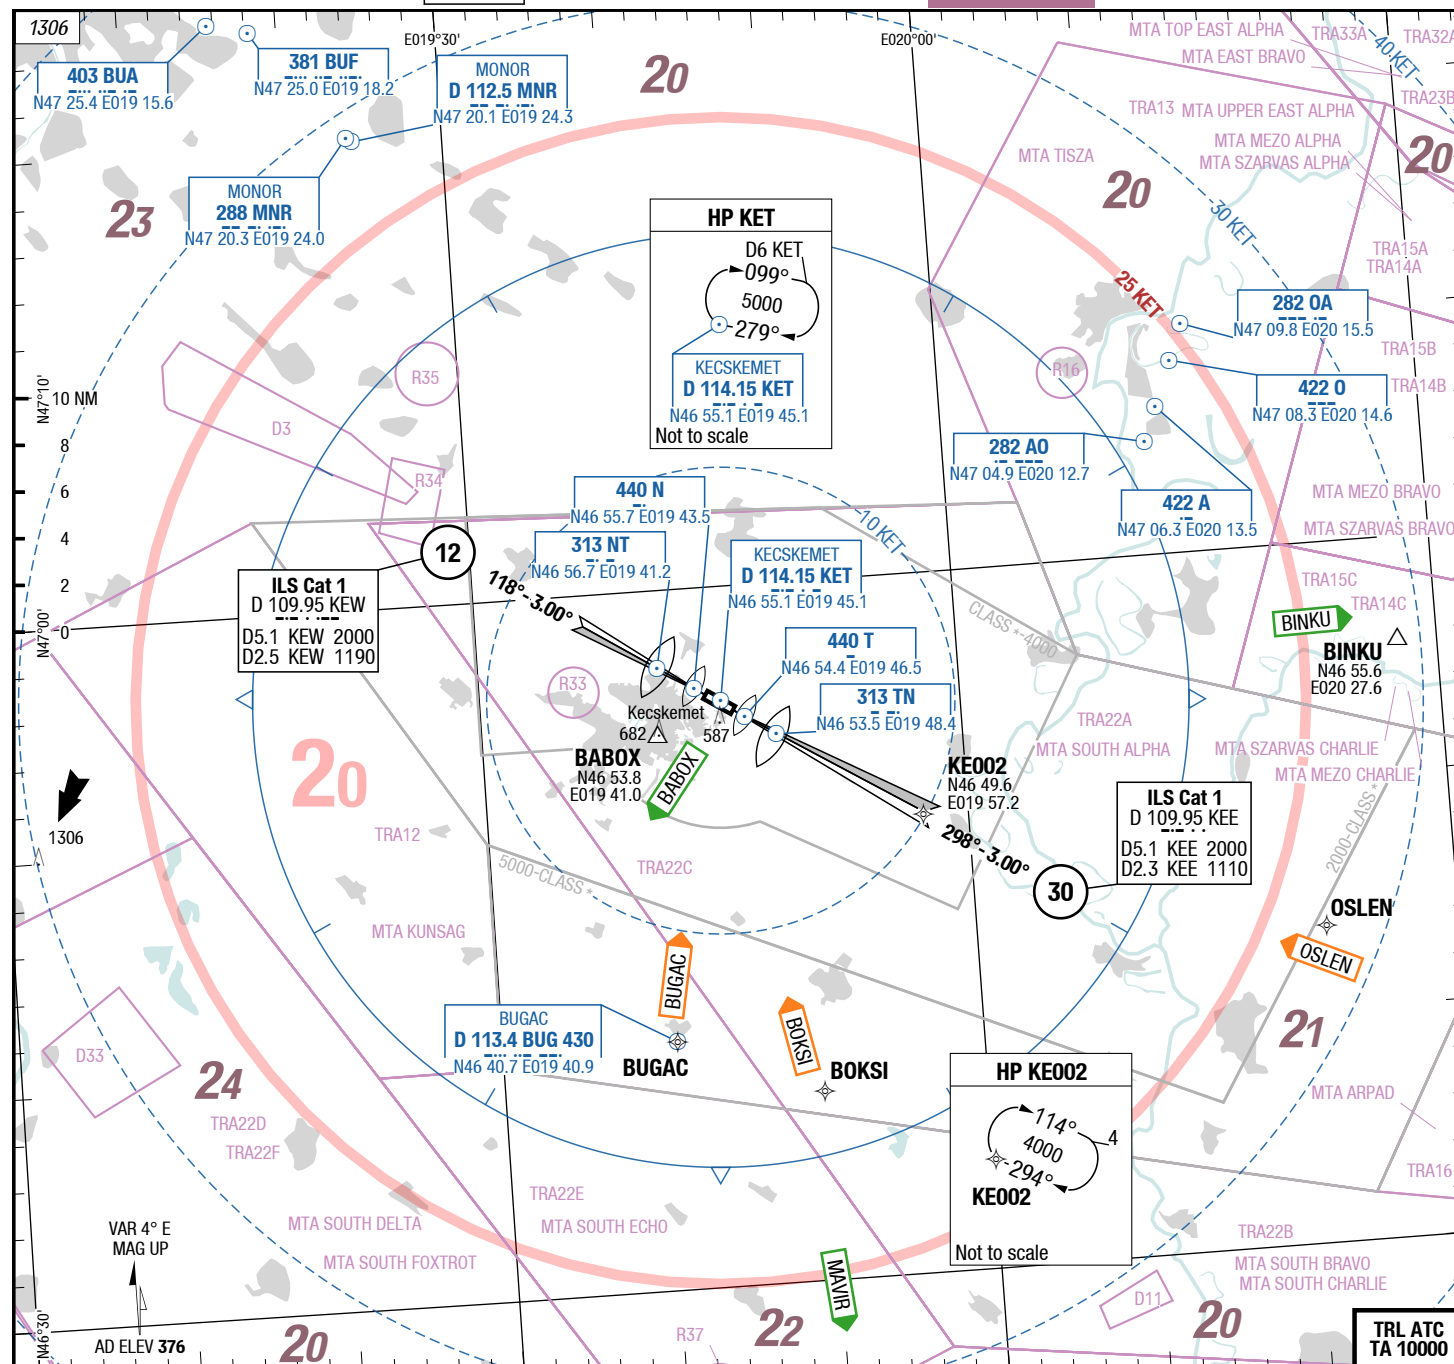 1306
E019°30'
E020°00'
MTA TOP EAST ALPHA
TRA33A
TRA32A
MTA EAST BRAVO
40 KET
403 BUA
N47 25.4 E019 15.6
381 BUF
N47 25.0 E019 18.2
MONOR
D 112.5 MNR
N47 20.1 E019 24.3
20
TRA23B
TRA13
MTA UPPER EAST ALPHA
MTA MEZO ALPHA
MTA SZARVAS ALPHA
MTA TISZA
20
20
MONOR
288 MNR
N47 20.3 E019 24.0
23
30 KET
HP KET
D6 KET
099°
5000
279°
KECSKEMET
D 114.15 KET
N46 55.1 E019 45.1
Not to scale
TRA15A
TRA14A
25 KET
282 OA
N47 09.8 E020 15.5
TRA15B
TRA14B
R35
R16
422 O
N47 08.3 E020 14.6
N47°10'
10 NM
8
6
4
2
0
N47°00'
D3
R34
282 AO
N47 04.9 E020 12.7
422 A
N47 06.3 E020 13.5
MTA MEZO BRAVO
MTA SZARVAS BRAVO
440 N
N46 55.7 E019 43.5
10 KET
12
313 NT
N46 56.7 E019 41.2
KECSKEMET
D 114.15 KET
N46 55.1 E019 45.1
118°-3.00°
ILS Cat 1
D 109.95 KEW
D5.1 KEW 2000
D2.5 KEW 1190
CLASS *-4000
TRA15C
TRA14C
BINKU
BINKU
N46 55.6
E020 27.6
440 T
N46 54.4 E019 46.5
313 TN
N46 53.5 E019 48.4
R33
Kecskemet
682
587
TRA22A
MTA SOUTH ALPHA
MTA SZARVAS CHARLIE
MTA MEZO CHARLIE
BABOX
N46 53.8
E019 41.0
BABOX
20
KE002
N46 49.6
E019 57.2
ILS Cat 1
D 109.95 KEE
D5.1 KEE 2000
D2.3 KEE 1110
1306
TRA12
298°-3.00°
30
2000-CLASS *
5000-CLASS *
TRA22C
MTA KUNSAG
OSLEN
OSLEN
BUGAC
BUGAC
D 113.4 BUG 430
N46 40.7 E019 40.9
BUGAC
BOKSI
BOKSI
21
D33
24
HP KE002
114°
4
4000
294°
KE002
Not to scale
MTA ARPAD
TRA22D
TRA22F
TRA16
TRA22E
MTA SOUTH DELTA
MTA SOUTH ECHO
MTA SOUTH FOXTROT
VAR 4° E
MAG UP
TRA22B
MTA SOUTH BRAVO
MTA SOUTH CHARLIE
MAVIR
D11
N46°30'
AD ELEV 376
20
R37
22
20
TRL ATC
TA 10000